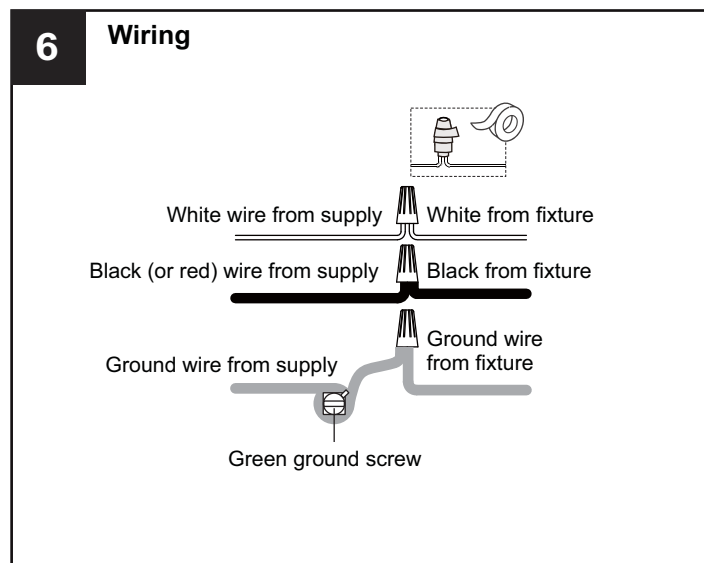 6
Wiring
White wire from supply
White from fixture
Black (or red) wire from supply
Black from fixture
Ground wire from supply
Ground wire
from fixture
Green ground screw